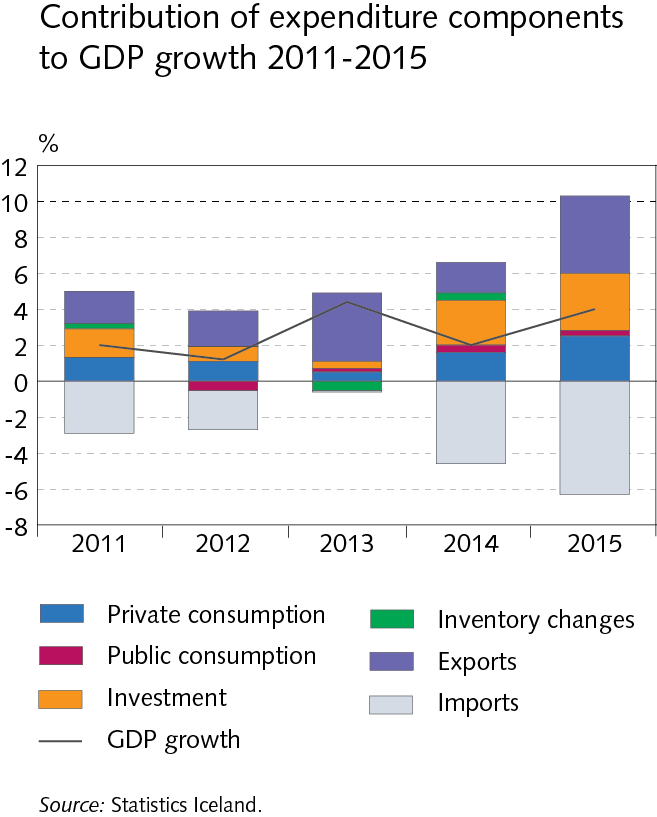 Contribution of expenditure components
to GDP growth 2011-2015
%
12
10
8
6
4
2
0
-2
-4
-6
-8
2011 2012 2013 2014 2015
Private consumption
Public consumption
Investment
GDP growth
Inventory changes
Exports
Imports
Source: Statistics Iceland.